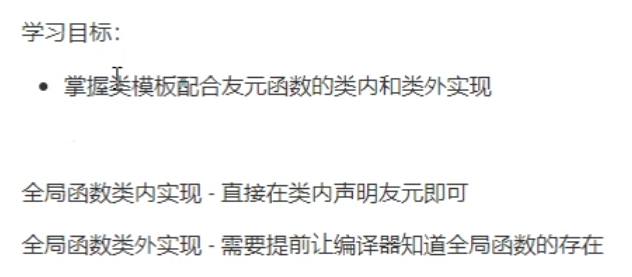 学习目标：
• 掌握类模板配合友元函数的类内和类外实现
全局函数类内实现 - 直接在类内声明友元即可
全局函数类外实现 - 需要提前让编译器知道全局函数的存在